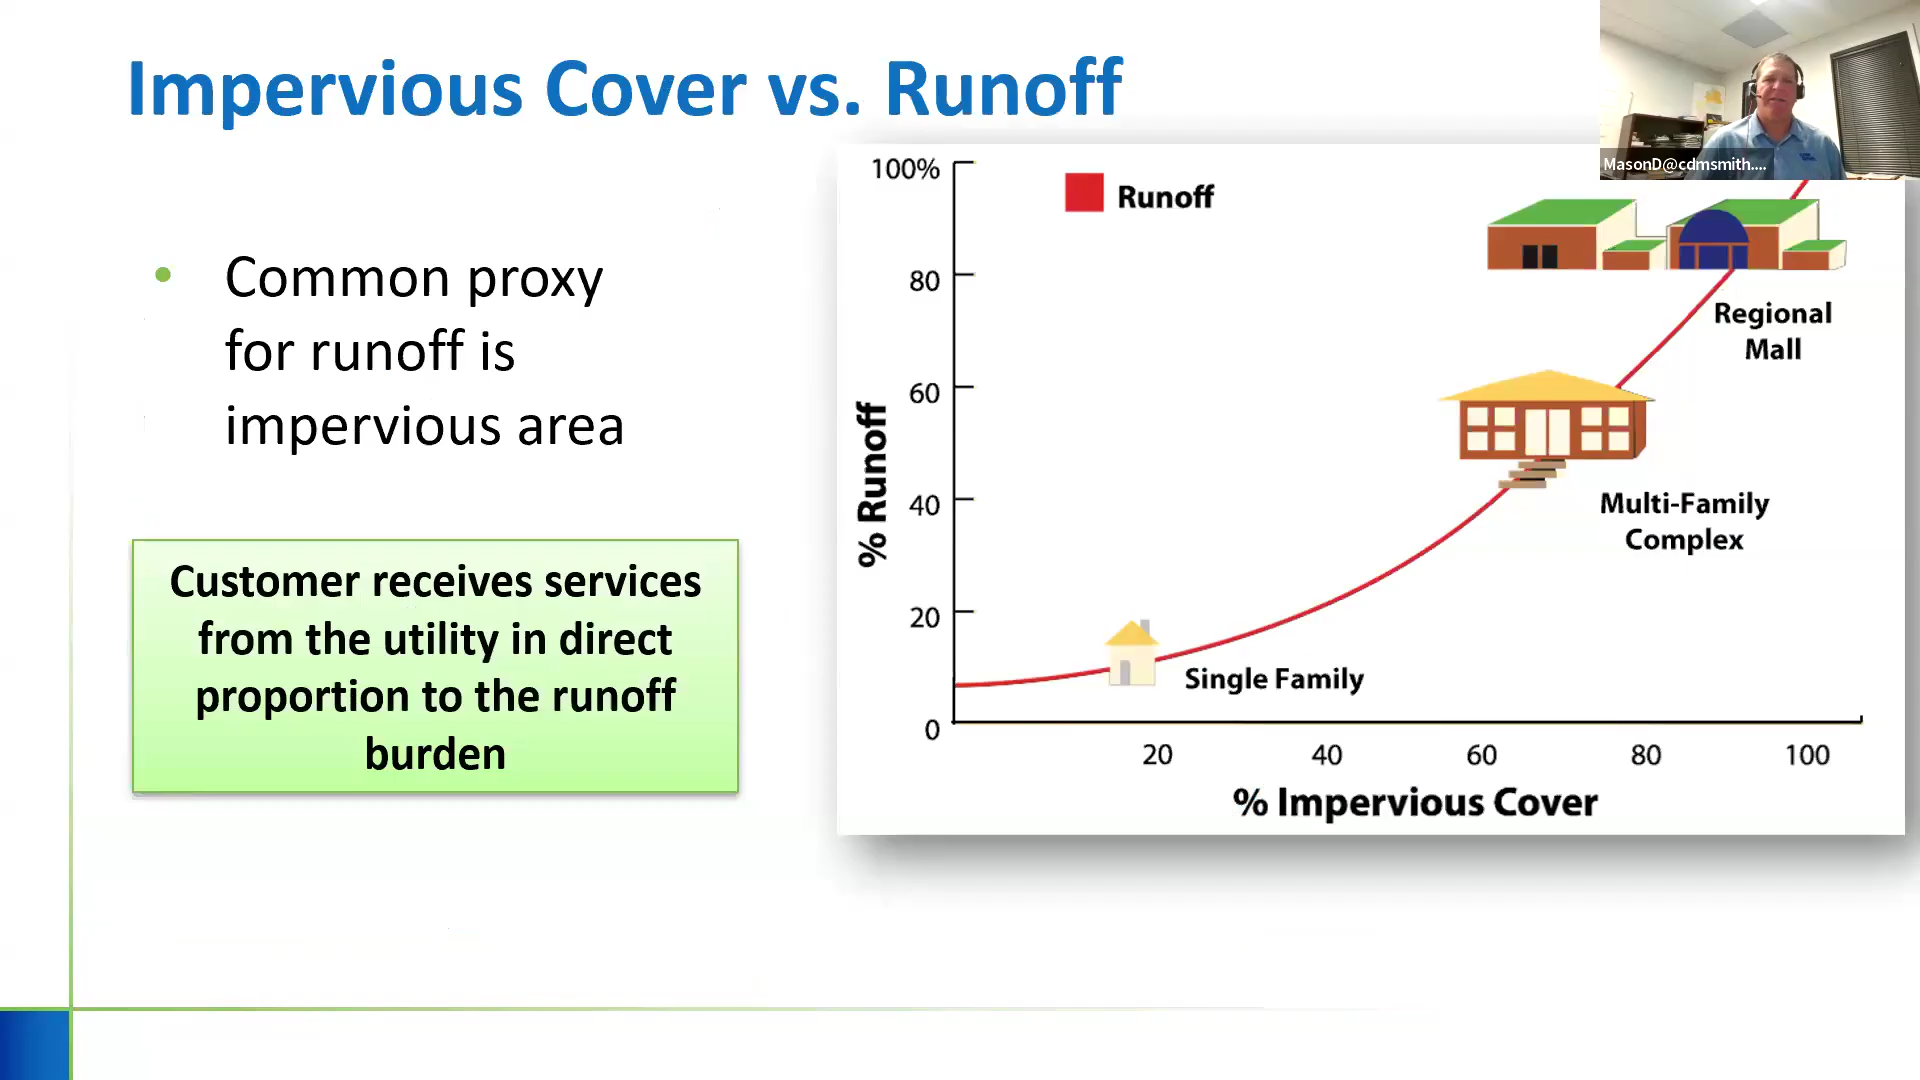 Impervious Cover vs. Runoff
MasonD@cdmsmith....
• Common proxy
for runoff is
impervious area
Customer receives services
from the utility in direct
proportion to the runoff
burden
Runoff
100%
80
60
40
20
0
% Runoff
Regional
Mall
Multi-Family
Complex
Single Family
20 40 60 80 100
% Impervious Cover